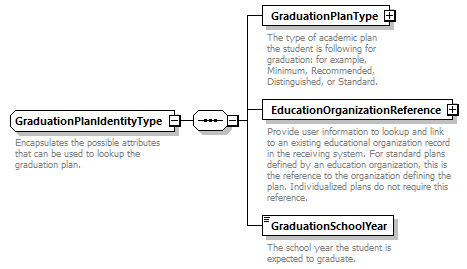 GraduationPlanType
The type of academic plan
the student is following for
graduation: for example,
Minimum, Recommended,
Distinguished, or Standard.
GraduationPlanIdentityType
Encapsulates the possible attributes
that can be used to lookup the
graduation plan.
EducationOrganizationReference
Provide user information to lookup and link
to an existing educational organization record
in the receiving system. For standard plans
defined by an education organization, this is
the reference to the organization defining the
plan. Individualized plans do not require this
reference.
GraduationSchoolYear
The school year the student is
expected to graduate.